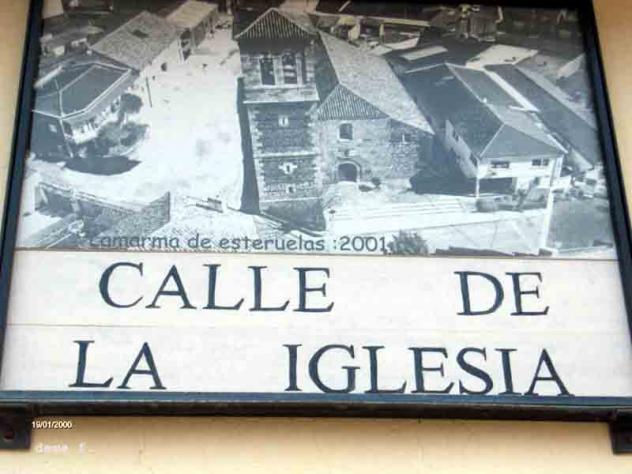 Camarma de esteruelas :2001
CALLE DE
LA IGLESIA
19/01/2000